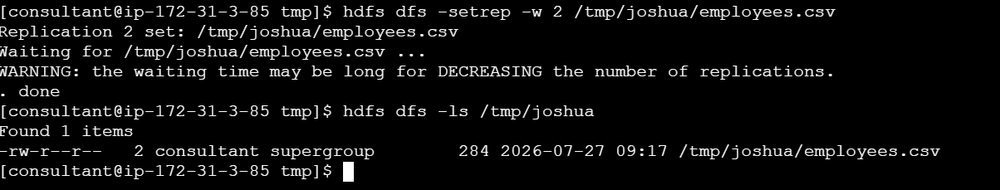 [consultant@ip-172-31-3-85 tmp]$ hdfs dfs -setrep -w 2 /tmp/joshua/employees.csv
Replication 2 set: /tmp/joshua/employees.csv
Waiting for /tmp/joshua/employees.csv ...
WARNING: the waiting time may be long for DECREASING the number of replications.
. done
[consultant@ip-172-31-3-85 tmp]$ hdfs dfs -ls /tmp/joshua
Found 1 items
-rw-r--r--   2 consultant supergroup        284 2026-07-27 09:17 /tmp/joshua/employees.csv
[consultant@ip-172-31-3-85 tmp]$